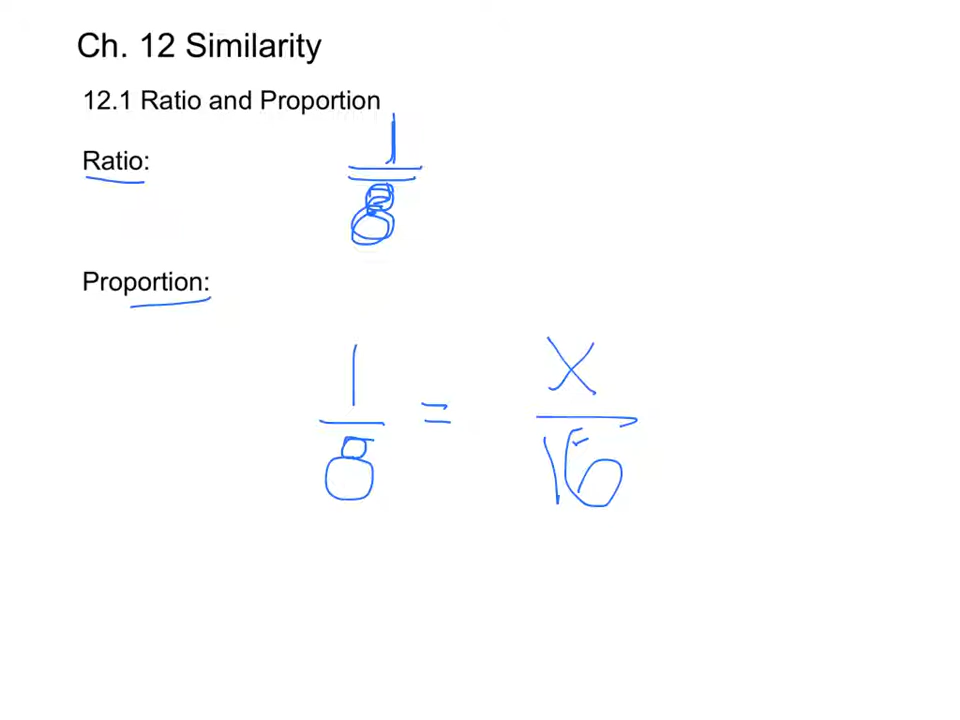 Ch. 12 Similarity
12.1 Ratio and Proportion
Ratio: 1/8
Proportion:
1/8 = x/16